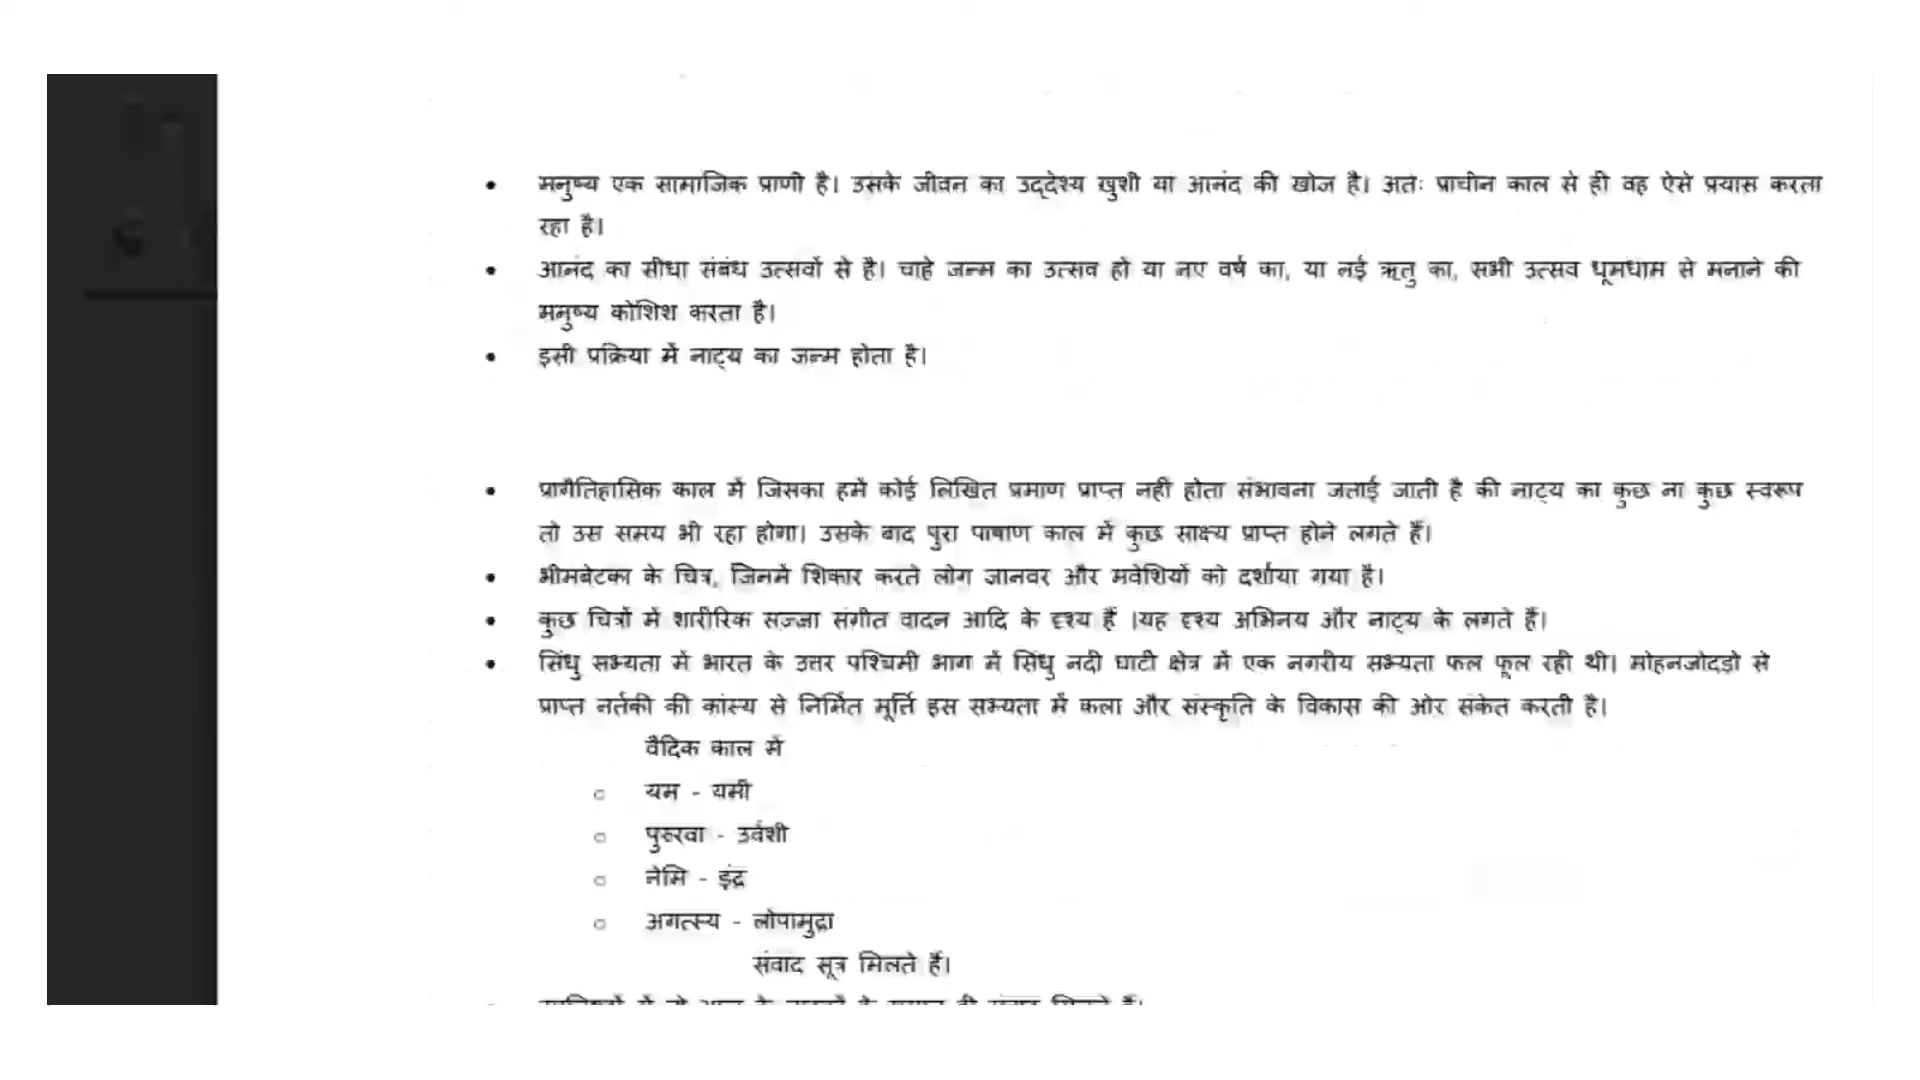 • मनुष्य एक सामाजिक प्राणी है। उसके जीवन का उद्देश्य खुशी या आनंद की खोज है। अतः प्राचीन काल से ही वह ऐसे प्रयास करता
रहा है।
• आनंद का सीधा संबंध उत्सवों से है। चाहे जन्म का उत्सव हो या नए वर्ष का, या नई ऋतु का, सभी उत्सव धूमधाम से मनाने की
मनुष्य कोशिश करता है।
• इसी प्रक्रिया में नाट्य का जन्म होता है।
• प्रागैतिहासिक काल में जिसका हमें कोई लिखित प्रमाण प्राप्त नहीं होता संभावना जताई जाती है की नाट्य का कुछ ना कुछ स्वरूप
तो उस समय भी रहा होगा। उसके बाद पुरा पाषाण काल में कुछ साक्ष्य प्राप्त होने लगते हैं।
• भीमबेटका के चित्र, जिनमें शिकार करते लोग जानवर और मवेशियों को दर्शाया गया है।
• कुछ चित्रों में शारीरिक सज्जा संगीत वादन आदि के दृश्य हैं ।यह दृश्य अभिनय और नाट्य के लगते हैं।
• सिंधु सभ्यता में भारत के उत्तर पश्चिमी भाग में सिंधु नदी घाटी क्षेत्र में एक नगरीय सभ्यता फल फूल रही थी। मोहनजोदड़ो से
प्राप्त नर्तकी की कांस्य से निर्मित मूर्ति इस सभ्यता में कला और संस्कृति के विकास की ओर संकेत करती है।
वैदिक काल में
○ यम - यमी
○ पुरुरवा - उर्वशी
○ नेमि - इंद्र
○ अगत्स्य - लोपामुद्रा
संवाद सूत्र मिलते हैं।